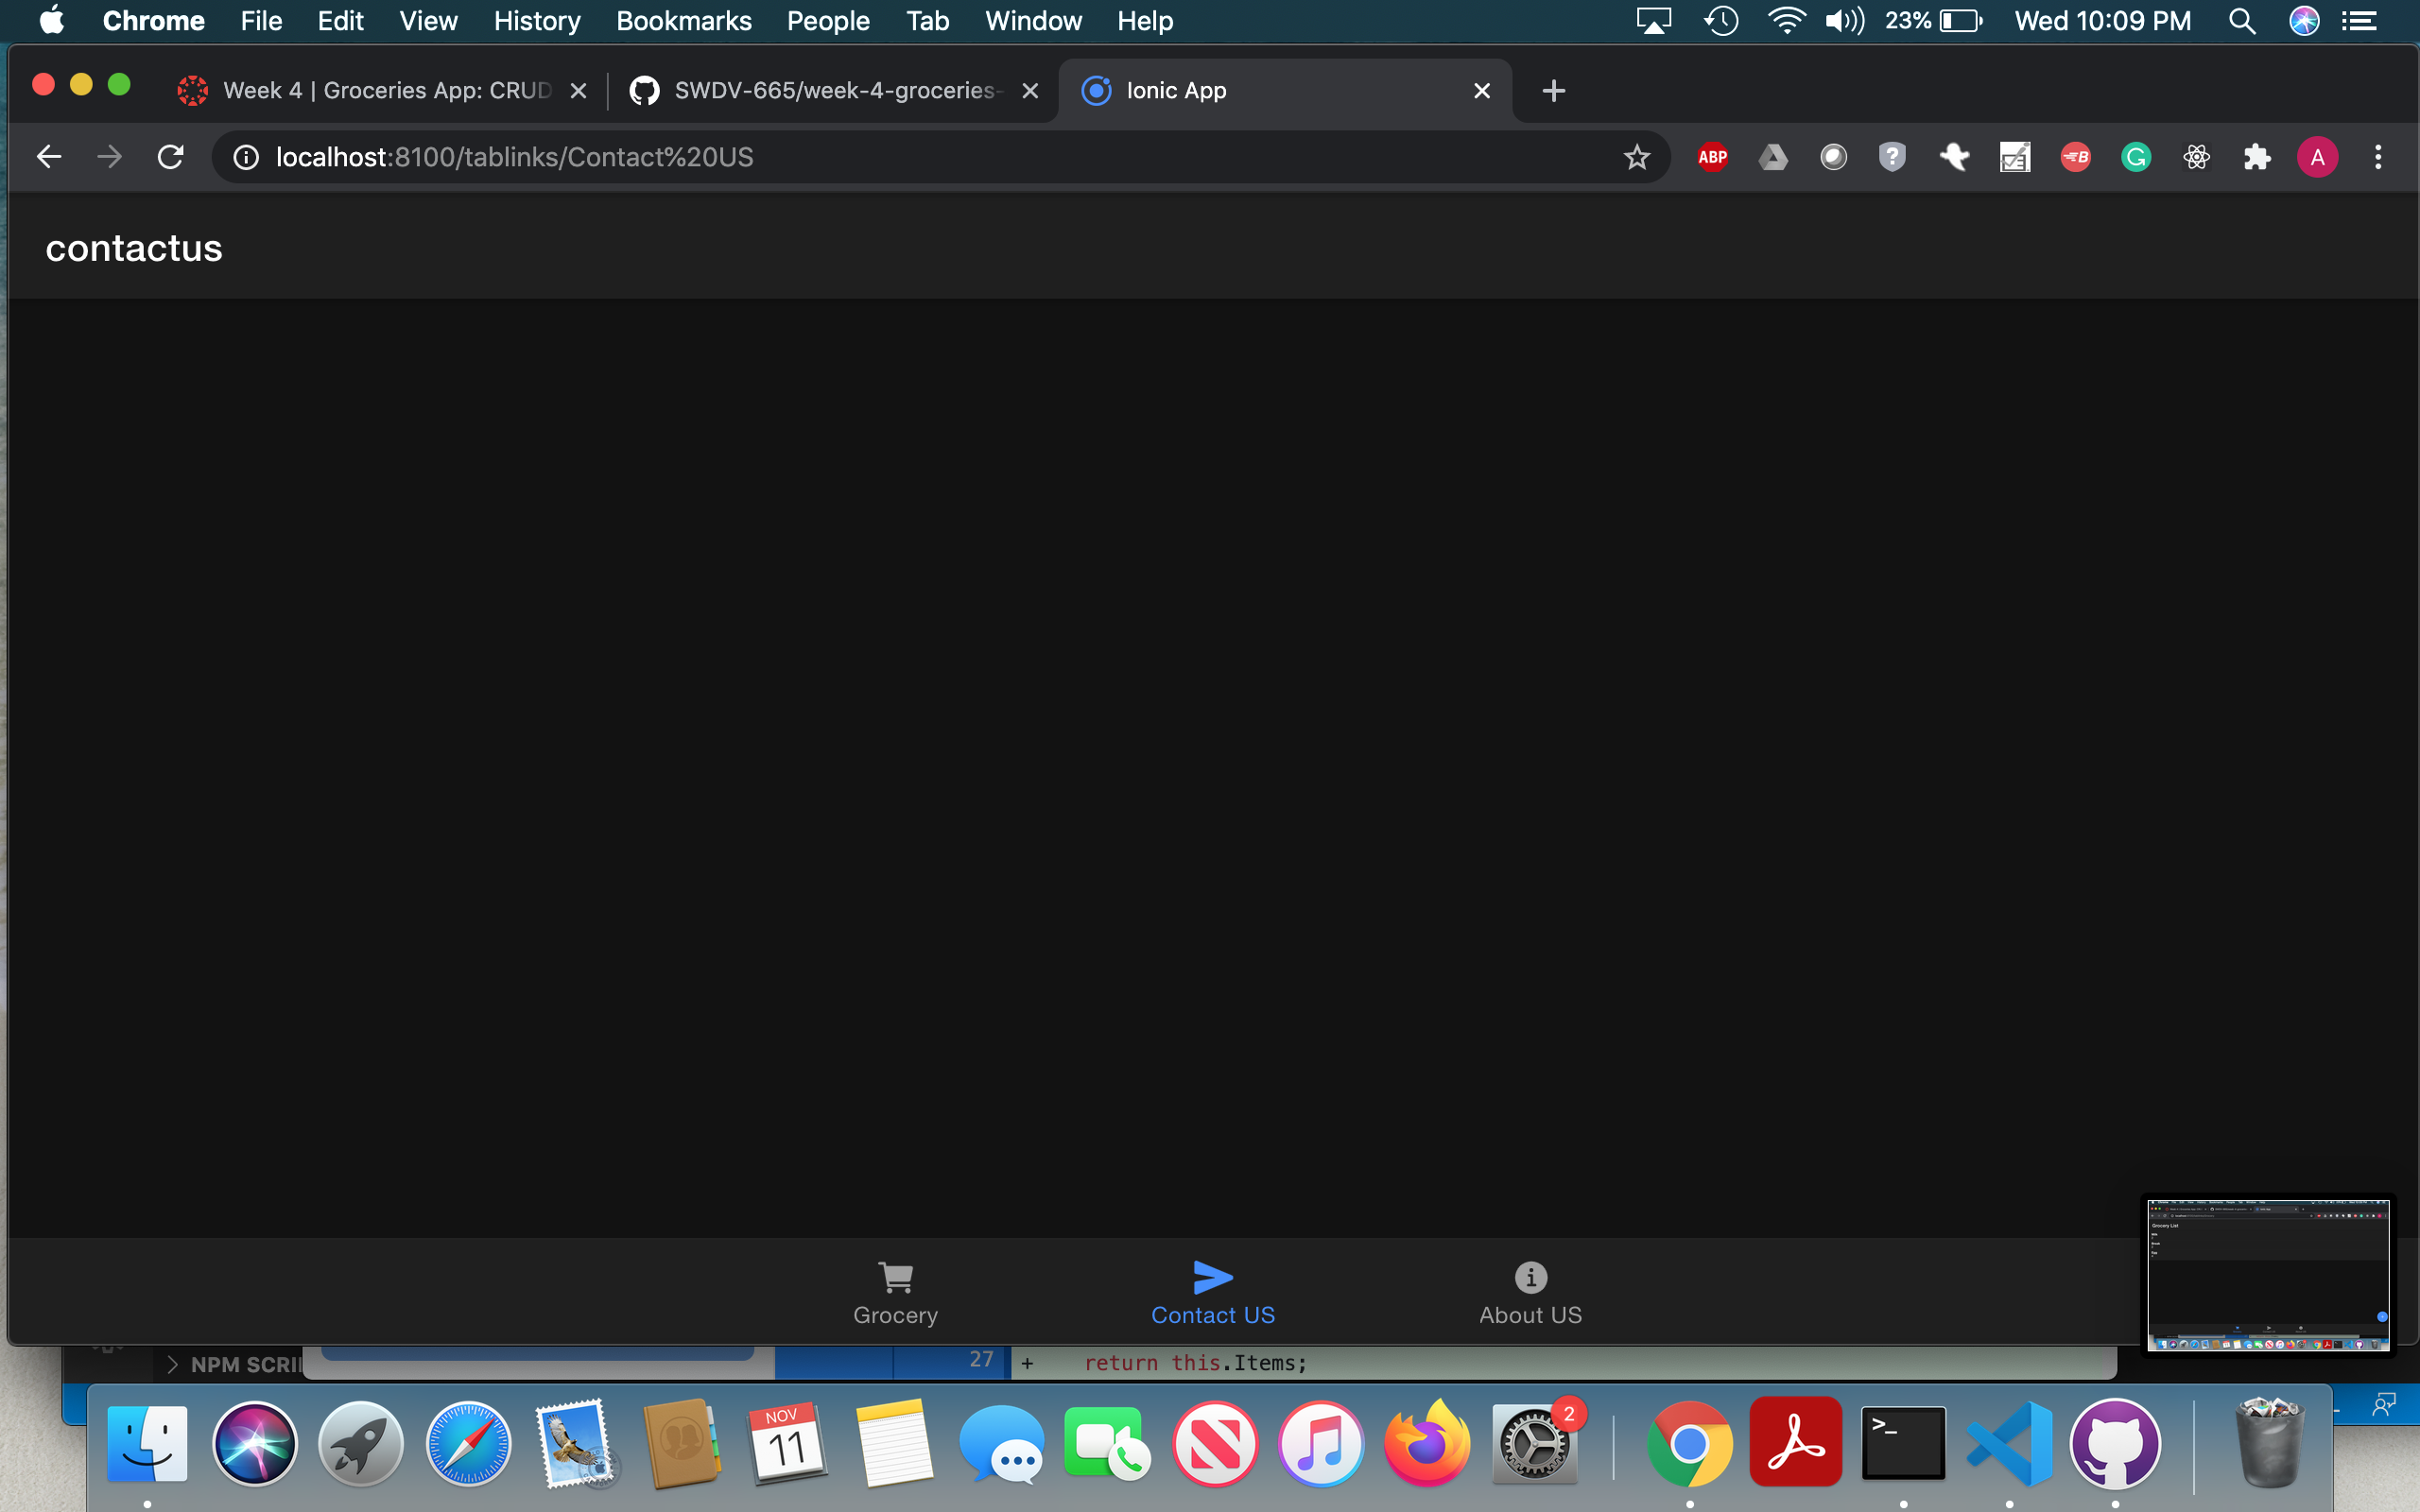 Chrome File Edit View History Bookmarks People Tab Window Help 23% Wed 10:09 PM
Week 4 | Groceries App: CRUD SWDV-665/week-4-groceries- Ionic App
localhost:8100/tablinks/Contact%20US ABP B G A
contactus
Grocery Contact US About US
Grocery List
NPM SCRI 27 + return this.Items;
NOV 2
11 >_